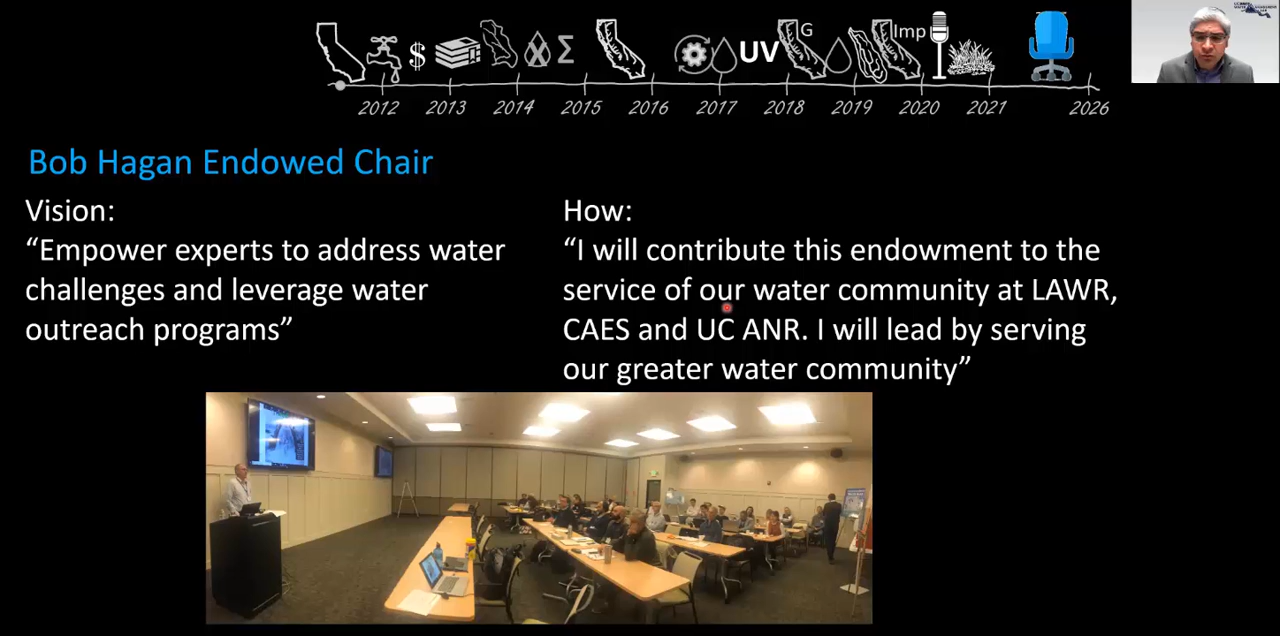 $
Σ
UV
G
Imp
2012 2013 2014 2015 2016 2017 2018 2019 2020 2021 2026
Bob Hagan Endowed Chair
Vision:
“Empower experts to address water
challenges and leverage water
outreach programs”
How:
“I will contribute this endowment to the
service of our water community at LAWR,
CAES and UC ANR. I will lead by serving
our greater water community”